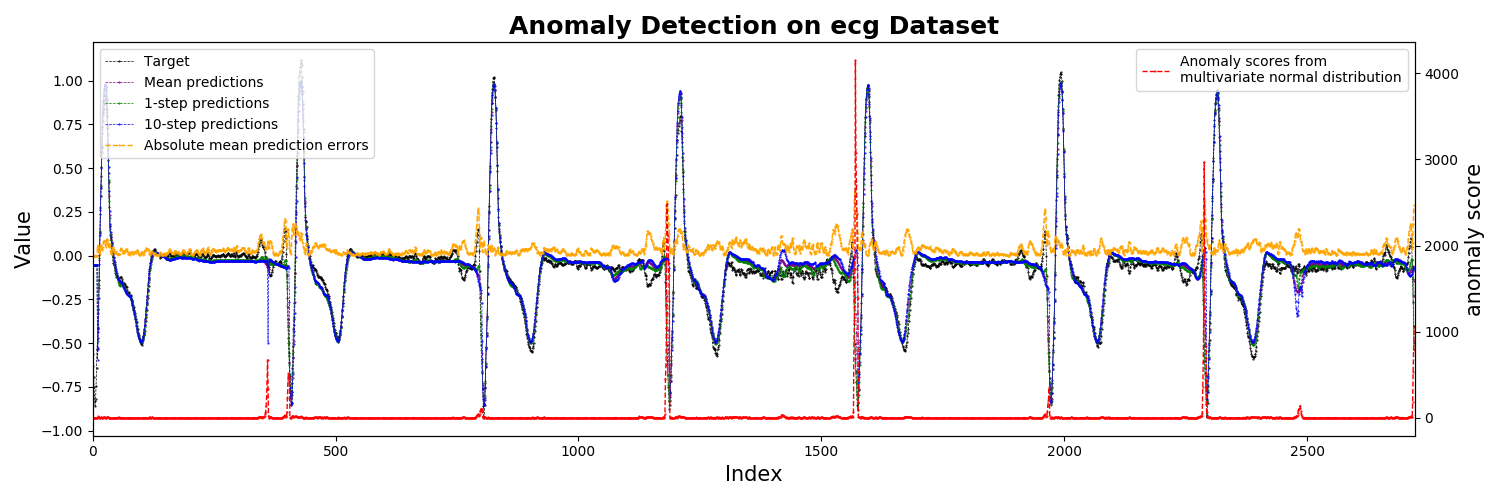 Anomaly Detection on ecg Dataset
Target
Mean predictions
1-step predictions
10-step predictions
Absolute mean prediction errors
Anomaly scores from
multivariate normal distribution
Value
1.00
0.75
0.50
0.25
0.00
−0.25
−0.50
−0.75
−1.00
4000
3000
2000
1000
0
anomaly score
0
500
1000
1500
2000
2500
Index